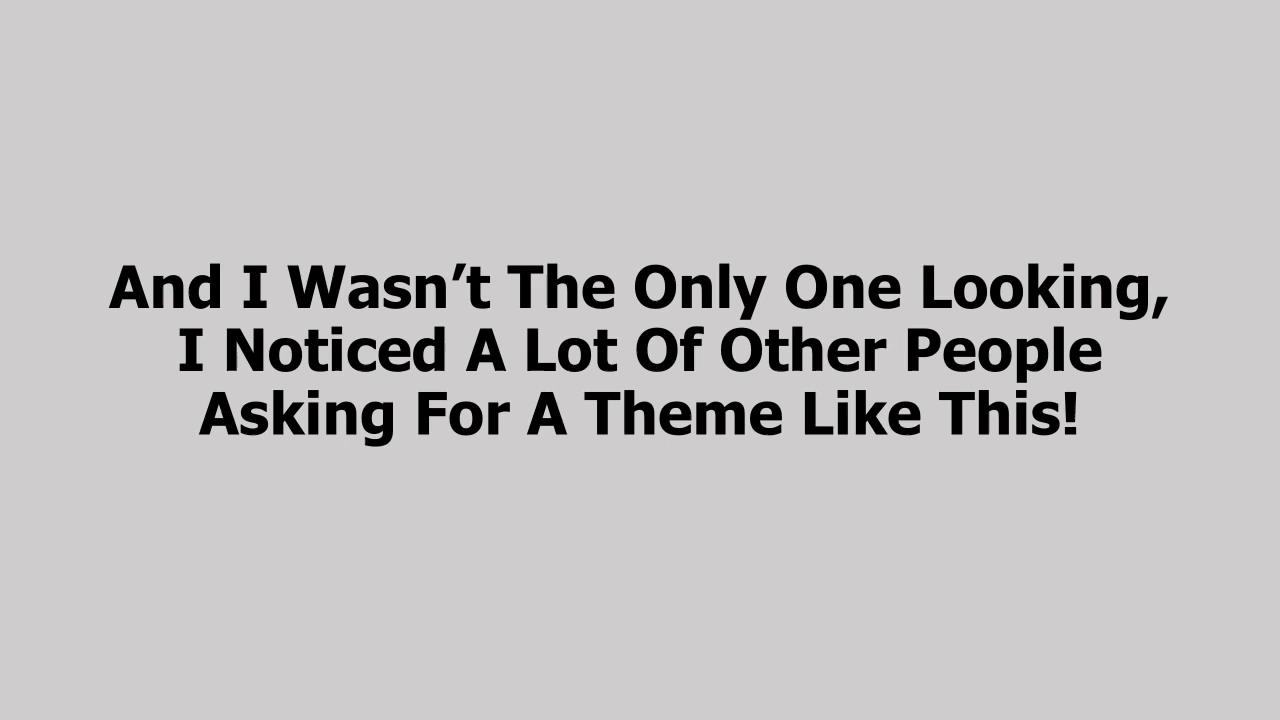 And I Wasn’t The Only One Looking,
I Noticed A Lot Of Other People
Asking For A Theme Like This!